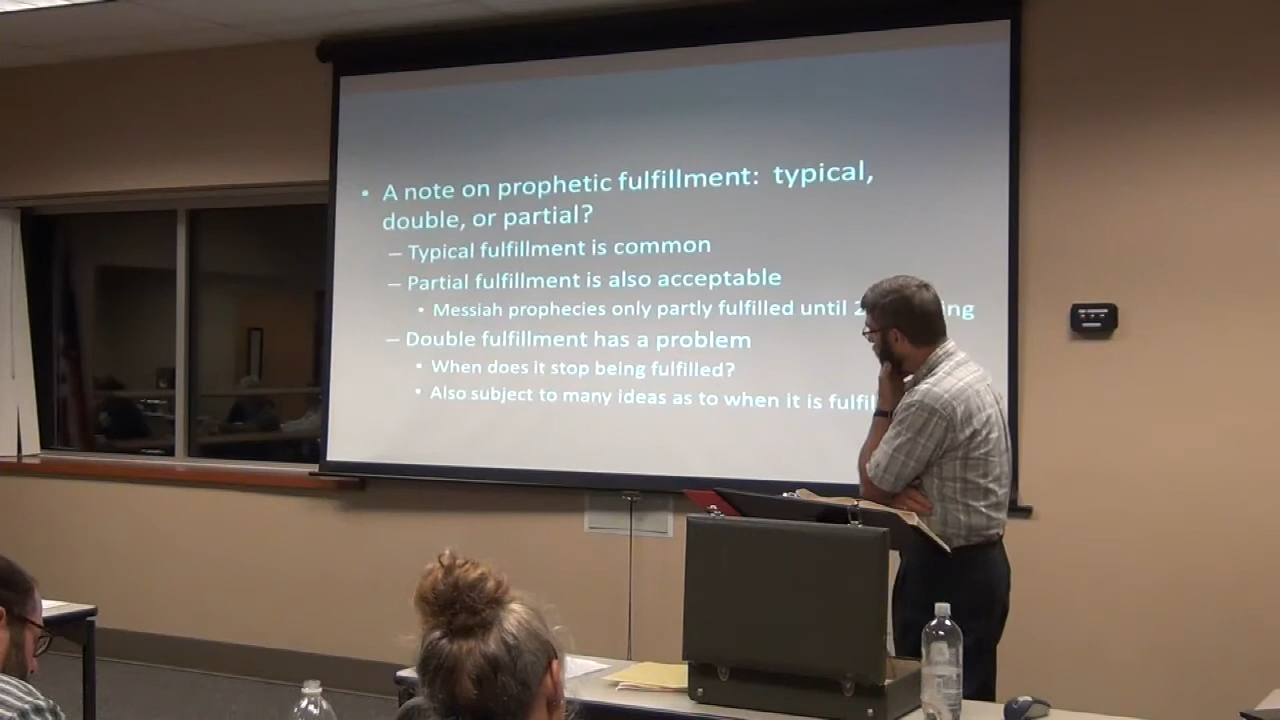 • A note on prophetic fulfillment: typical,
double, or partial?
– Typical fulfillment is common
– Partial fulfillment is also acceptable
• Messiah prophecies only partly fulfilled until
– Double fulfillment has a problem
• When does it stop being fulfilled?
• Also subject to many ideas as to when it is